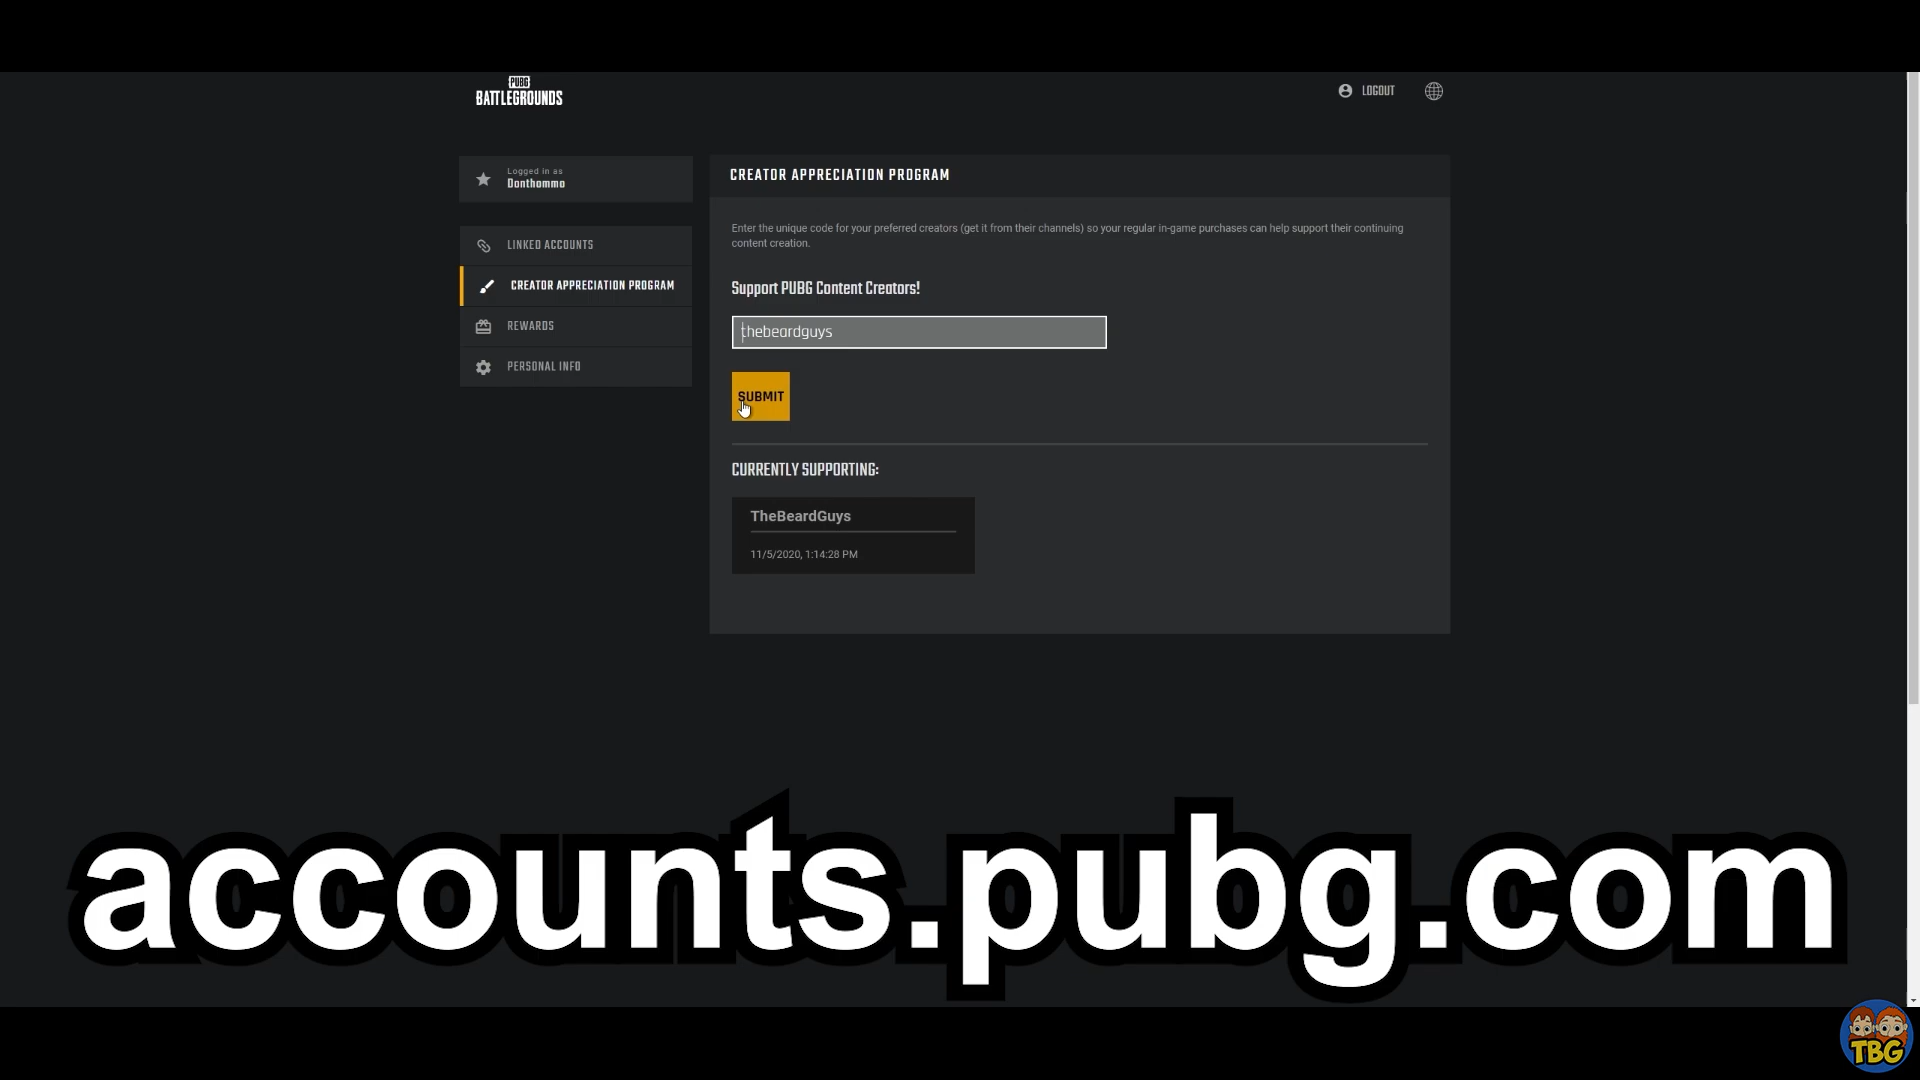 PUBG
BATTLEGROUNDS
LOGOUT
Logged in as
Donthommo
LINKED ACCOUNTS
CREATOR APPRECIATION PROGRAM
REWARDS
PERSONAL INFO
CREATOR APPRECIATION PROGRAM
Enter the unique code for your preferred creators (get it from their channels) so your regular in-game purchases can help support their continuing
content creation.
Support PUBG Content Creators!
thebeardguys
SUBMIT
CURRENTLY SUPPORTING:
TheBeardGuys
11/5/2020, 1:14:28 PM
accounts.pubg.com
TBG